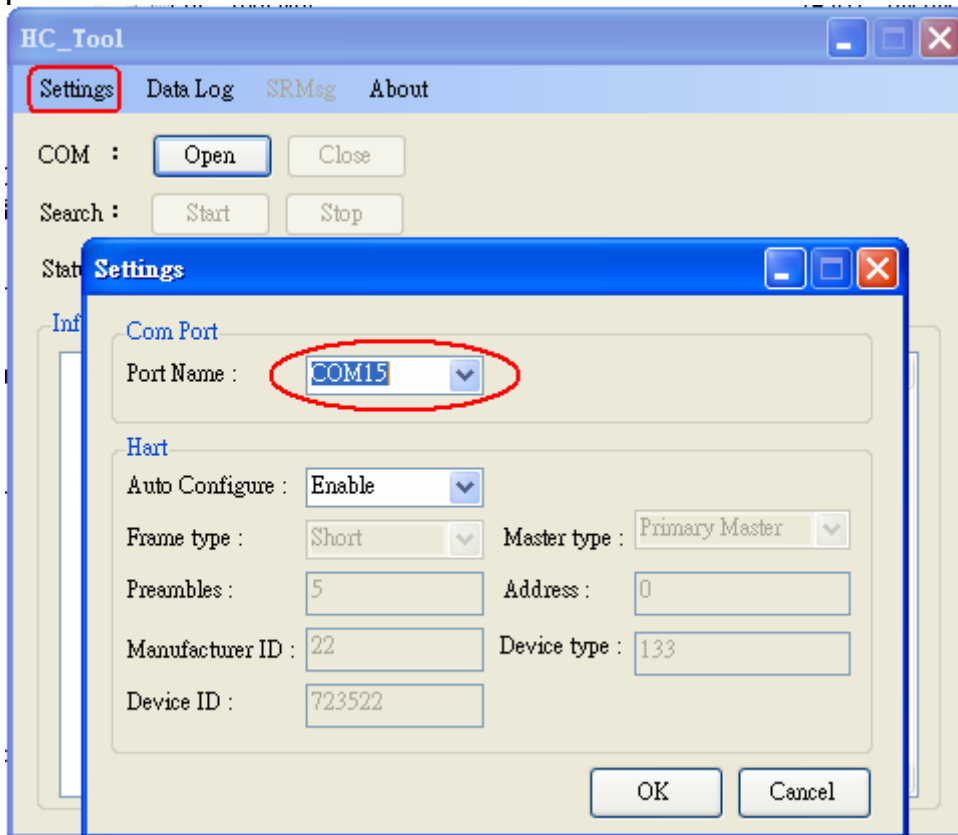 HC_Tool
Settings Data Log SRMsg About
COM : Open Close
Search : Start Stop
Stat
Settings
Inf
Com Port
Port Name : COM15
Hart
Auto Configure : Enable
Frame type : Short Master type : Primary Master
Preambles : 5 Address : 0
Manufacturer ID : 22 Device type : 133
Device ID : 723522
OK Cancel